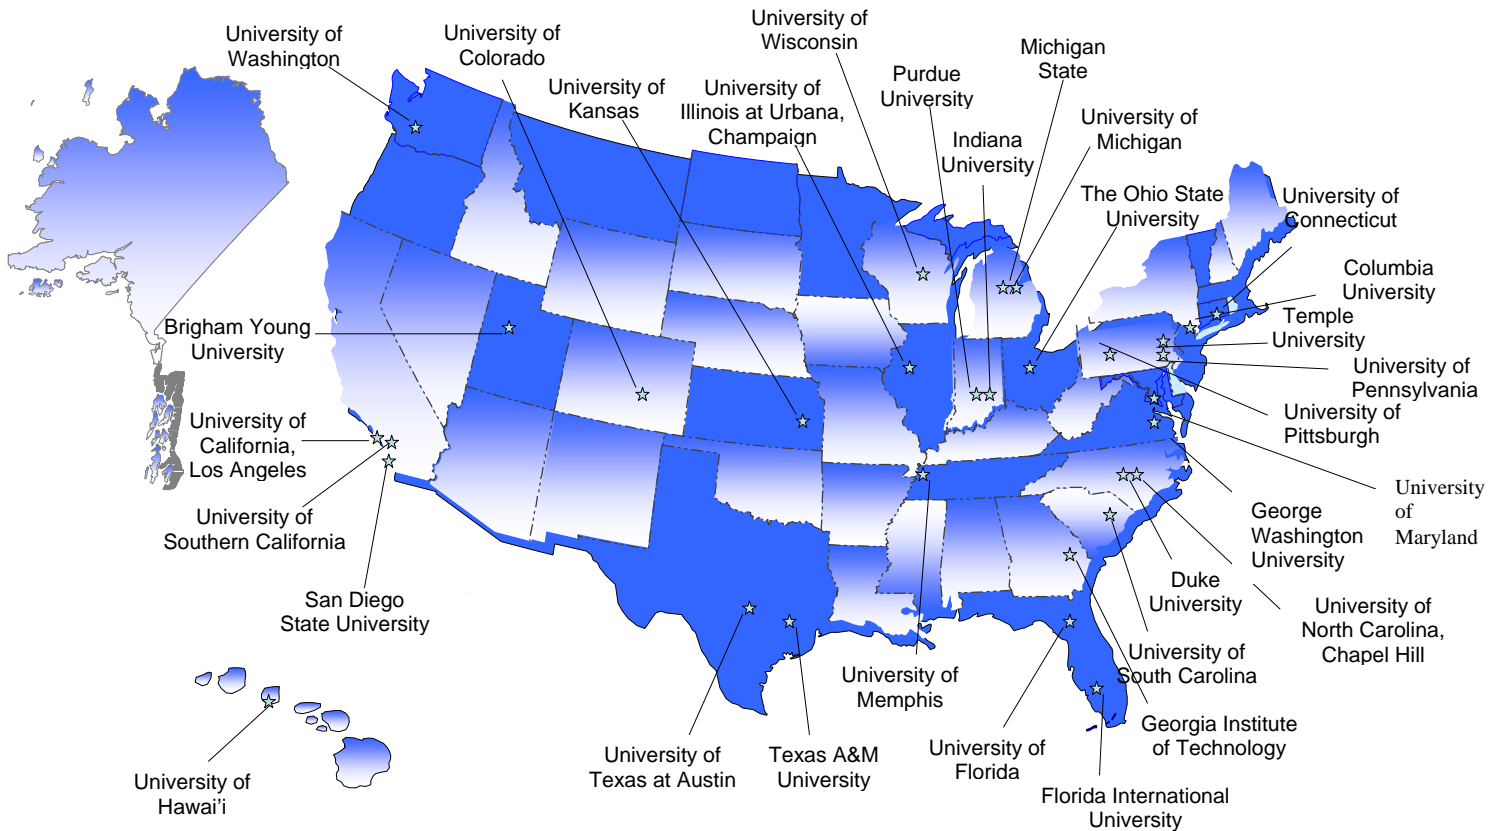 University of
Washington
University of
Colorado
University of
Kansas
University of
Illinois at Urbana,
Champaign
University of
Wisconsin
Purdue
University
Michigan
State
Indiana
University
University of
Michigan
The Ohio State
University
University of
Connecticut
Columbia
University
Temple
University
University of
Pennsylvania
University of
Pittsburgh
University
of
Maryland
George
Washington
University
Duke
University
University of
North Carolina,
Chapel Hill
University of
South Carolina
Georgia Institute
of Technology
Florida International
University
University of
Florida
University of
Memphis
Texas A&M
University
University of
Texas at Austin
University of
Hawai’i
San Diego
State University
University of
Southern California
University of
California,
Los Angeles
Brigham Young
University